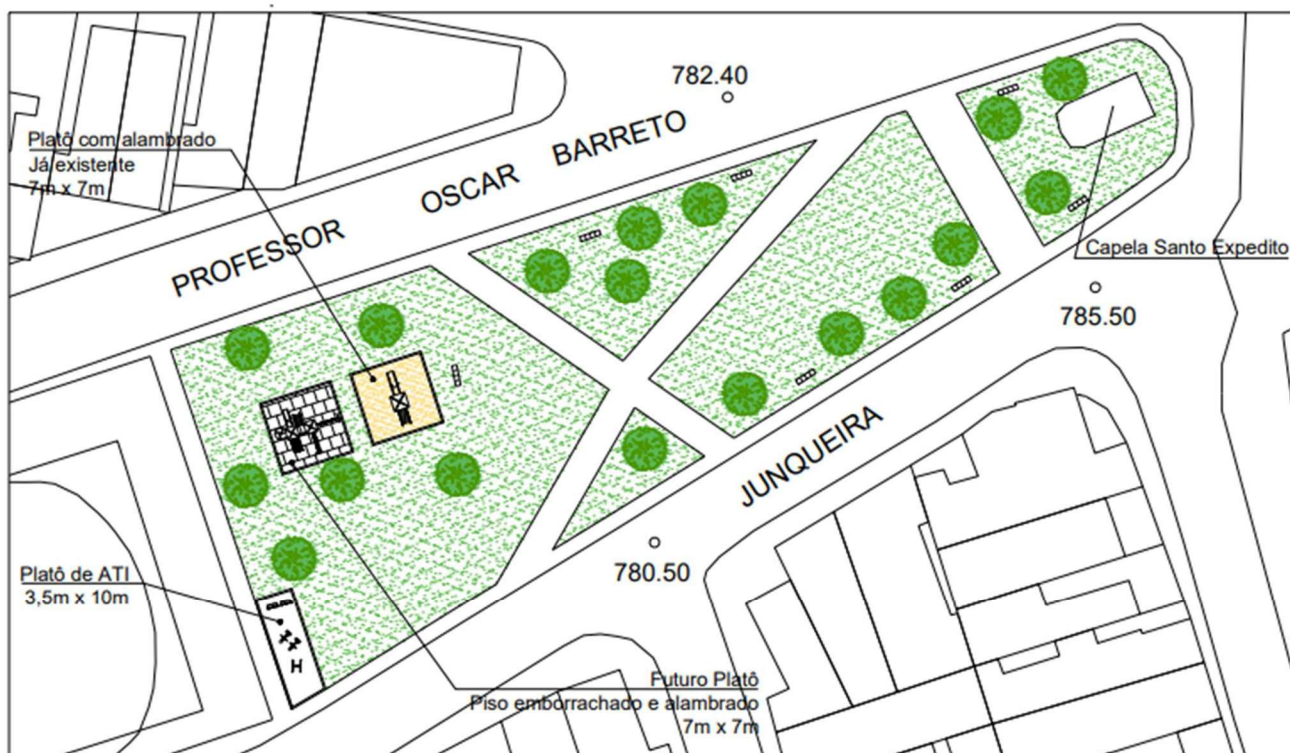 782.40
Platô com alambrado
Já existente
7m x 7m
PROFESSOR OSCAR BARRETO
Capela Santo Expedito
785.50
JUNQUEIRA
Platô de ATI
3,5m x 10m
780.50
H
Futuro Platô
Piso emborrachado e alambrado
7m x 7m